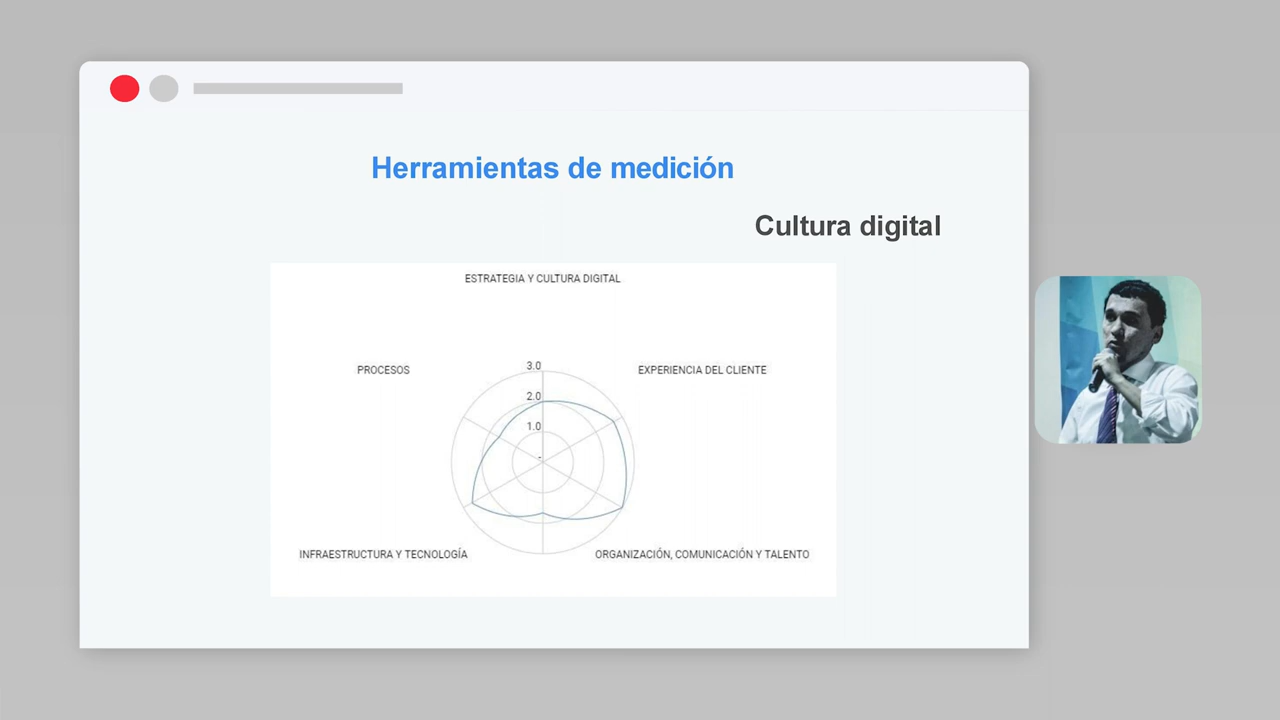 Herramientas de medición
Cultura digital
ESTRATEGIA Y CULTURA DIGITAL
PROCESOS
3.0
EXPERIENCIA DEL CLIENTE
2.0
1.0
-
INFRAESTRUCTURA Y TECNOLOGÍA
ORGANIZACIÓN, COMUNICACIÓN Y TALENTO